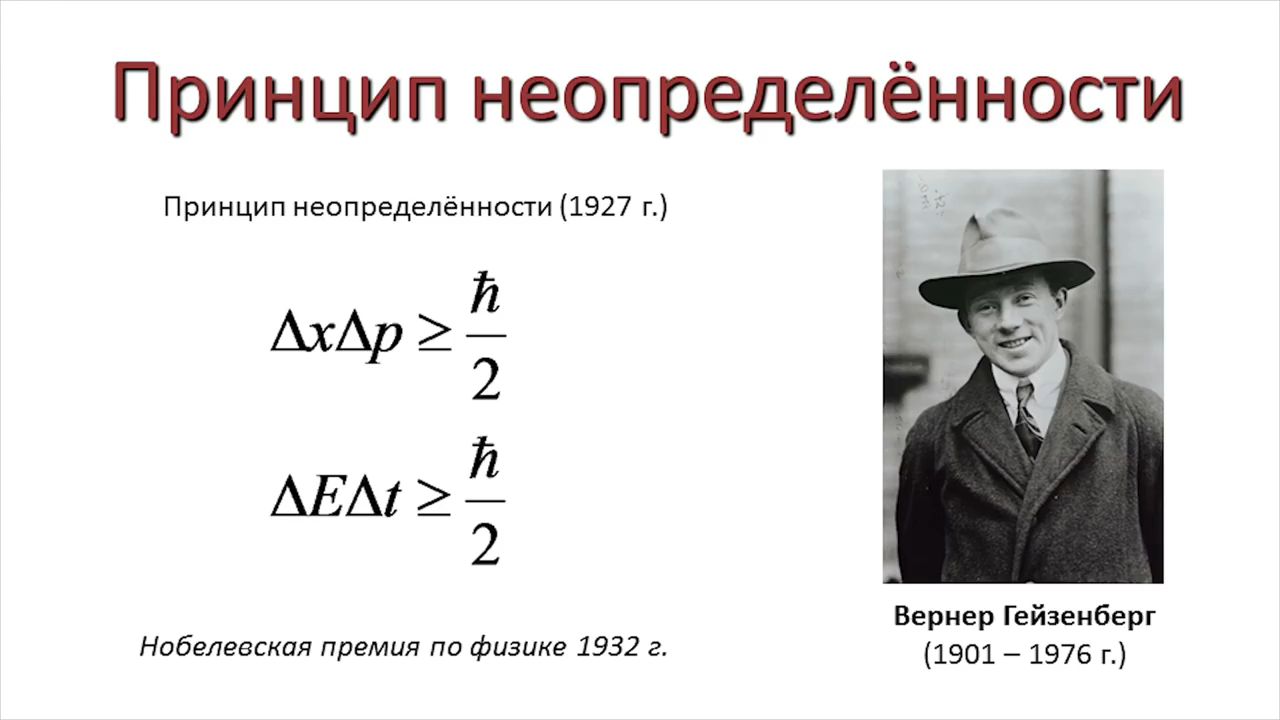 Принцип неопределённости
Принцип неопределённости (1927 г.)
ΔxΔp ≥ ħ/2
ΔEΔt ≥ ħ/2
Нобелевская премия по физике 1932 г.
Вернер Гейзенберг
(1901 – 1976 г.)